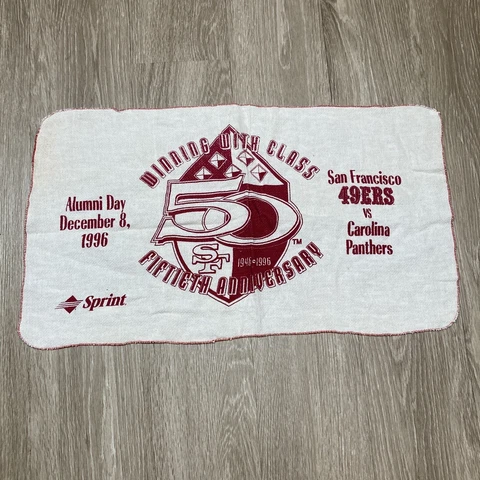 WINNING WITH CLASS
50
TM
SF
1946 • 1996
FIFTIETH ANNIVERSARY
Alumni Day
December 8,
1996
Sprint
San Francisco
49ERS
vs
Carolina
Panthers